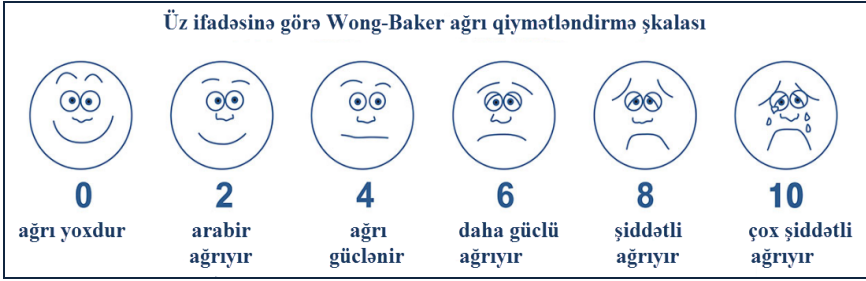 Üz ifadəsinə görə Wong-Baker ağrı qiymətləndirmə şkalası
0 2 4 6 8 10
ağrı yoxdur arabir ağrı daha güclü şiddətli çox şiddətli
ağrıyır güclənir ağrıyır ağrıyır ağrıyır